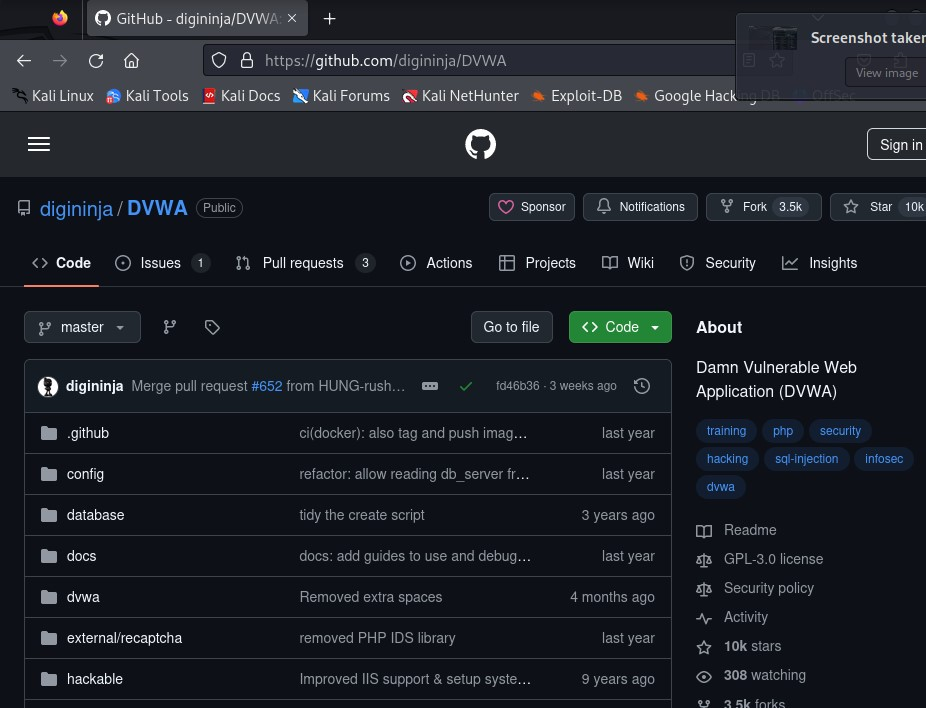 GitHub - digininja/DVWA:
Screenshot taken
https://github.com/digininja/DVWA
View image
Kali Linux Kali Tools Kali Docs Kali Forums Kali NetHunter Exploit-DB Google Hacking DB OffSec
Sign in
digininja / DVWA Public
Sponsor Notifications Fork 3.5k Star 10k
Code Issues 1 Pull requests 3 Actions Projects Wiki Security Insights
master Go to file Code
About
Damn Vulnerable Web
Application (DVWA)
digininja Merge pull request #652 from HUNG-rush… fd46b36 · 3 weeks ago
.github ci(docker): also tag and push imag… last year
config refactor: allow reading db_server fr… last year
database tidy the create script 3 years ago
docs docs: add guides to use and debug… last year
dvwa Removed extra spaces 4 months ago
external/recaptcha removed PHP IDS library last year
hackable Improved IIS support & setup syste… 9 years ago
training php security
hacking sql-injection infosec
dvwa
Readme
GPL-3.0 license
Security policy
Activity
10k stars
308 watching
3.5k forks